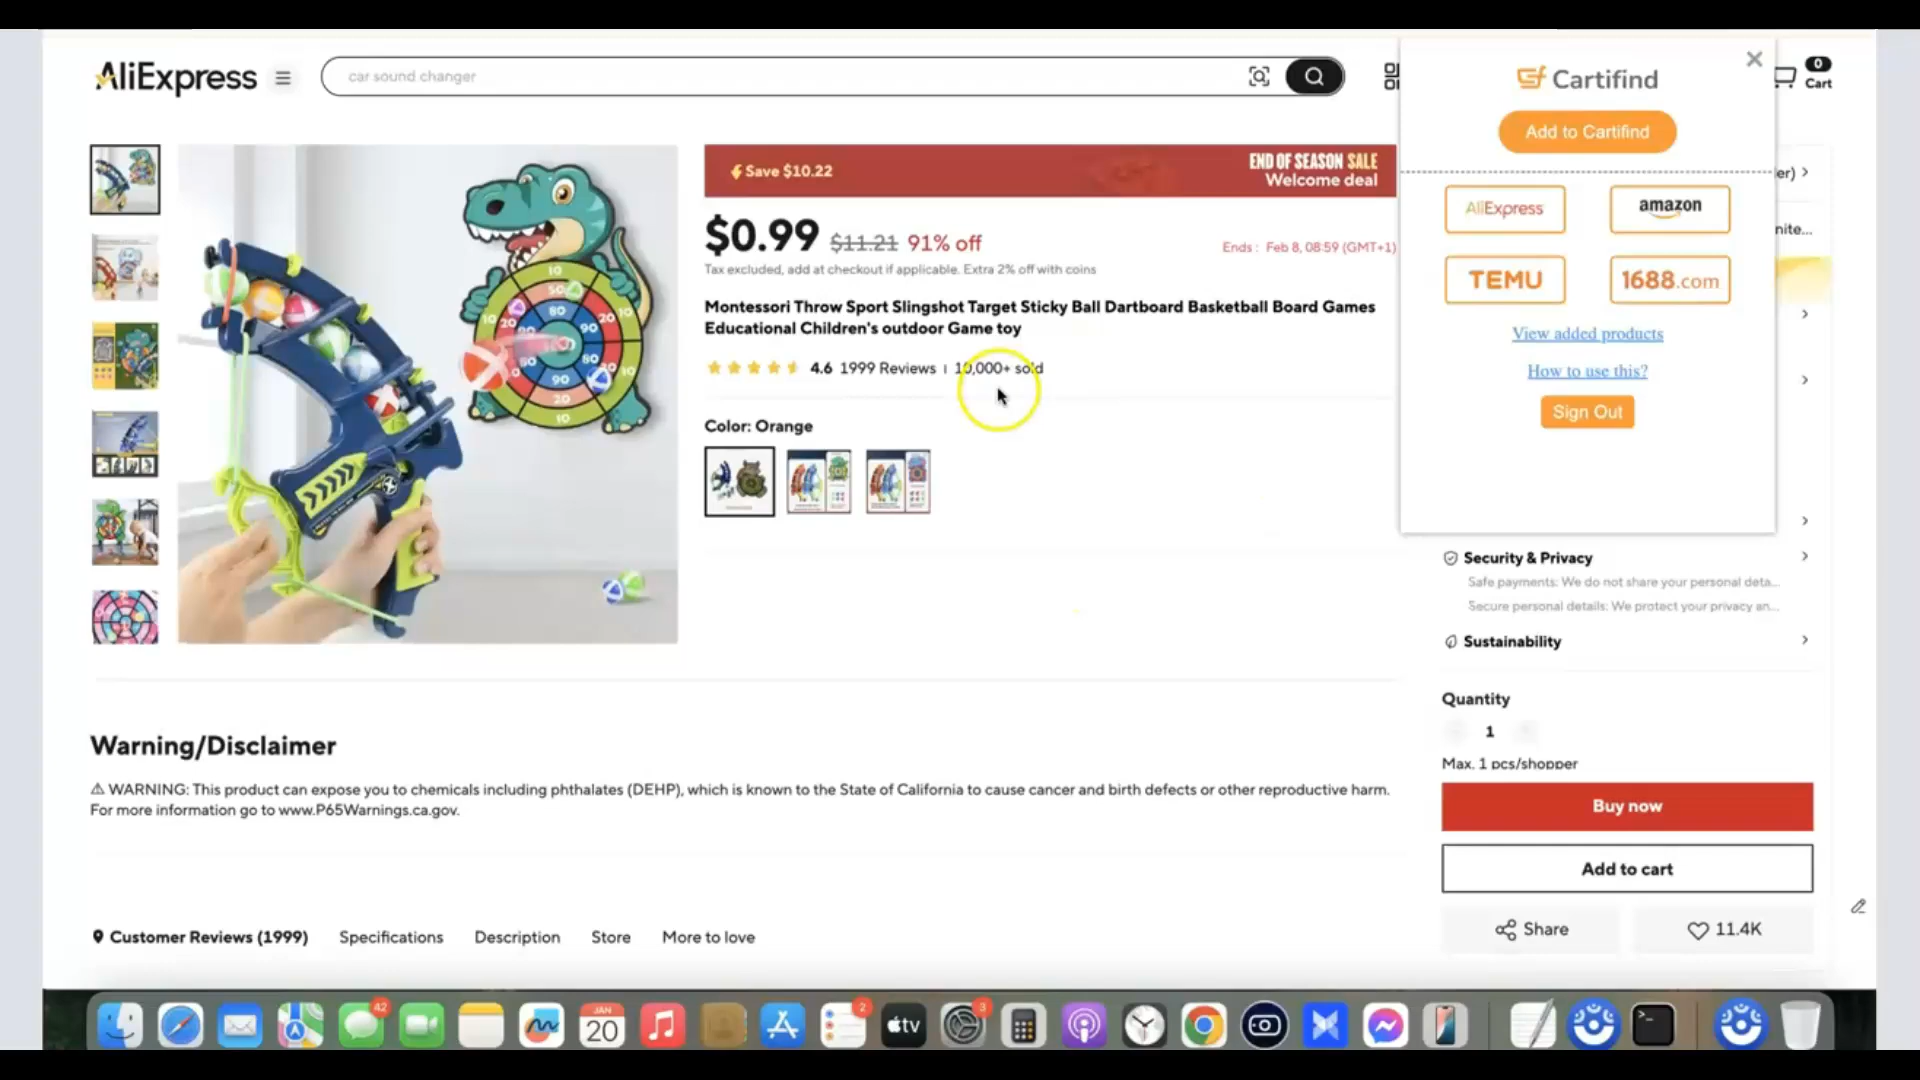 AliExpress
car sound changer
0
Cart
Cartifind
Add to Cartifind
AliExpress
amazon
TEMU
1688.com
View added products
How to use this?
Sign Out
er)
nite...
Save $10.22
END OF SEASON SALE
Welcome deal
$0.99 $11.21 91% off
Ends : Feb 8, 08:59 (GMT+1)
Tax excluded, add at checkout if applicable. Extra 2% off with coins
Montessori Throw Sport Slingshot Target Sticky Ball Dartboard Basketball Board Games
Educational Children's outdoor Game toy
4.6 1999 Reviews | 10,000+ sold
Color: Orange
Security & Privacy
Safe payments: We do not share your personal deta...
Secure personal details: We protect your privacy an...
Sustainability
Quantity
1
Max. 1 pcs/shopper
Buy now
Add to cart
Share
11.4K
Warning/Disclaimer
⚠ WARNING: This product can expose you to chemicals including phthalates (DEHP), which is known to the State of California to cause cancer and birth defects or other reproductive harm.
For more information go to www.P65Warnings.ca.gov.
Customer Reviews (1999) Specifications Description Store More to love
42
JAN
20
2
tv
3